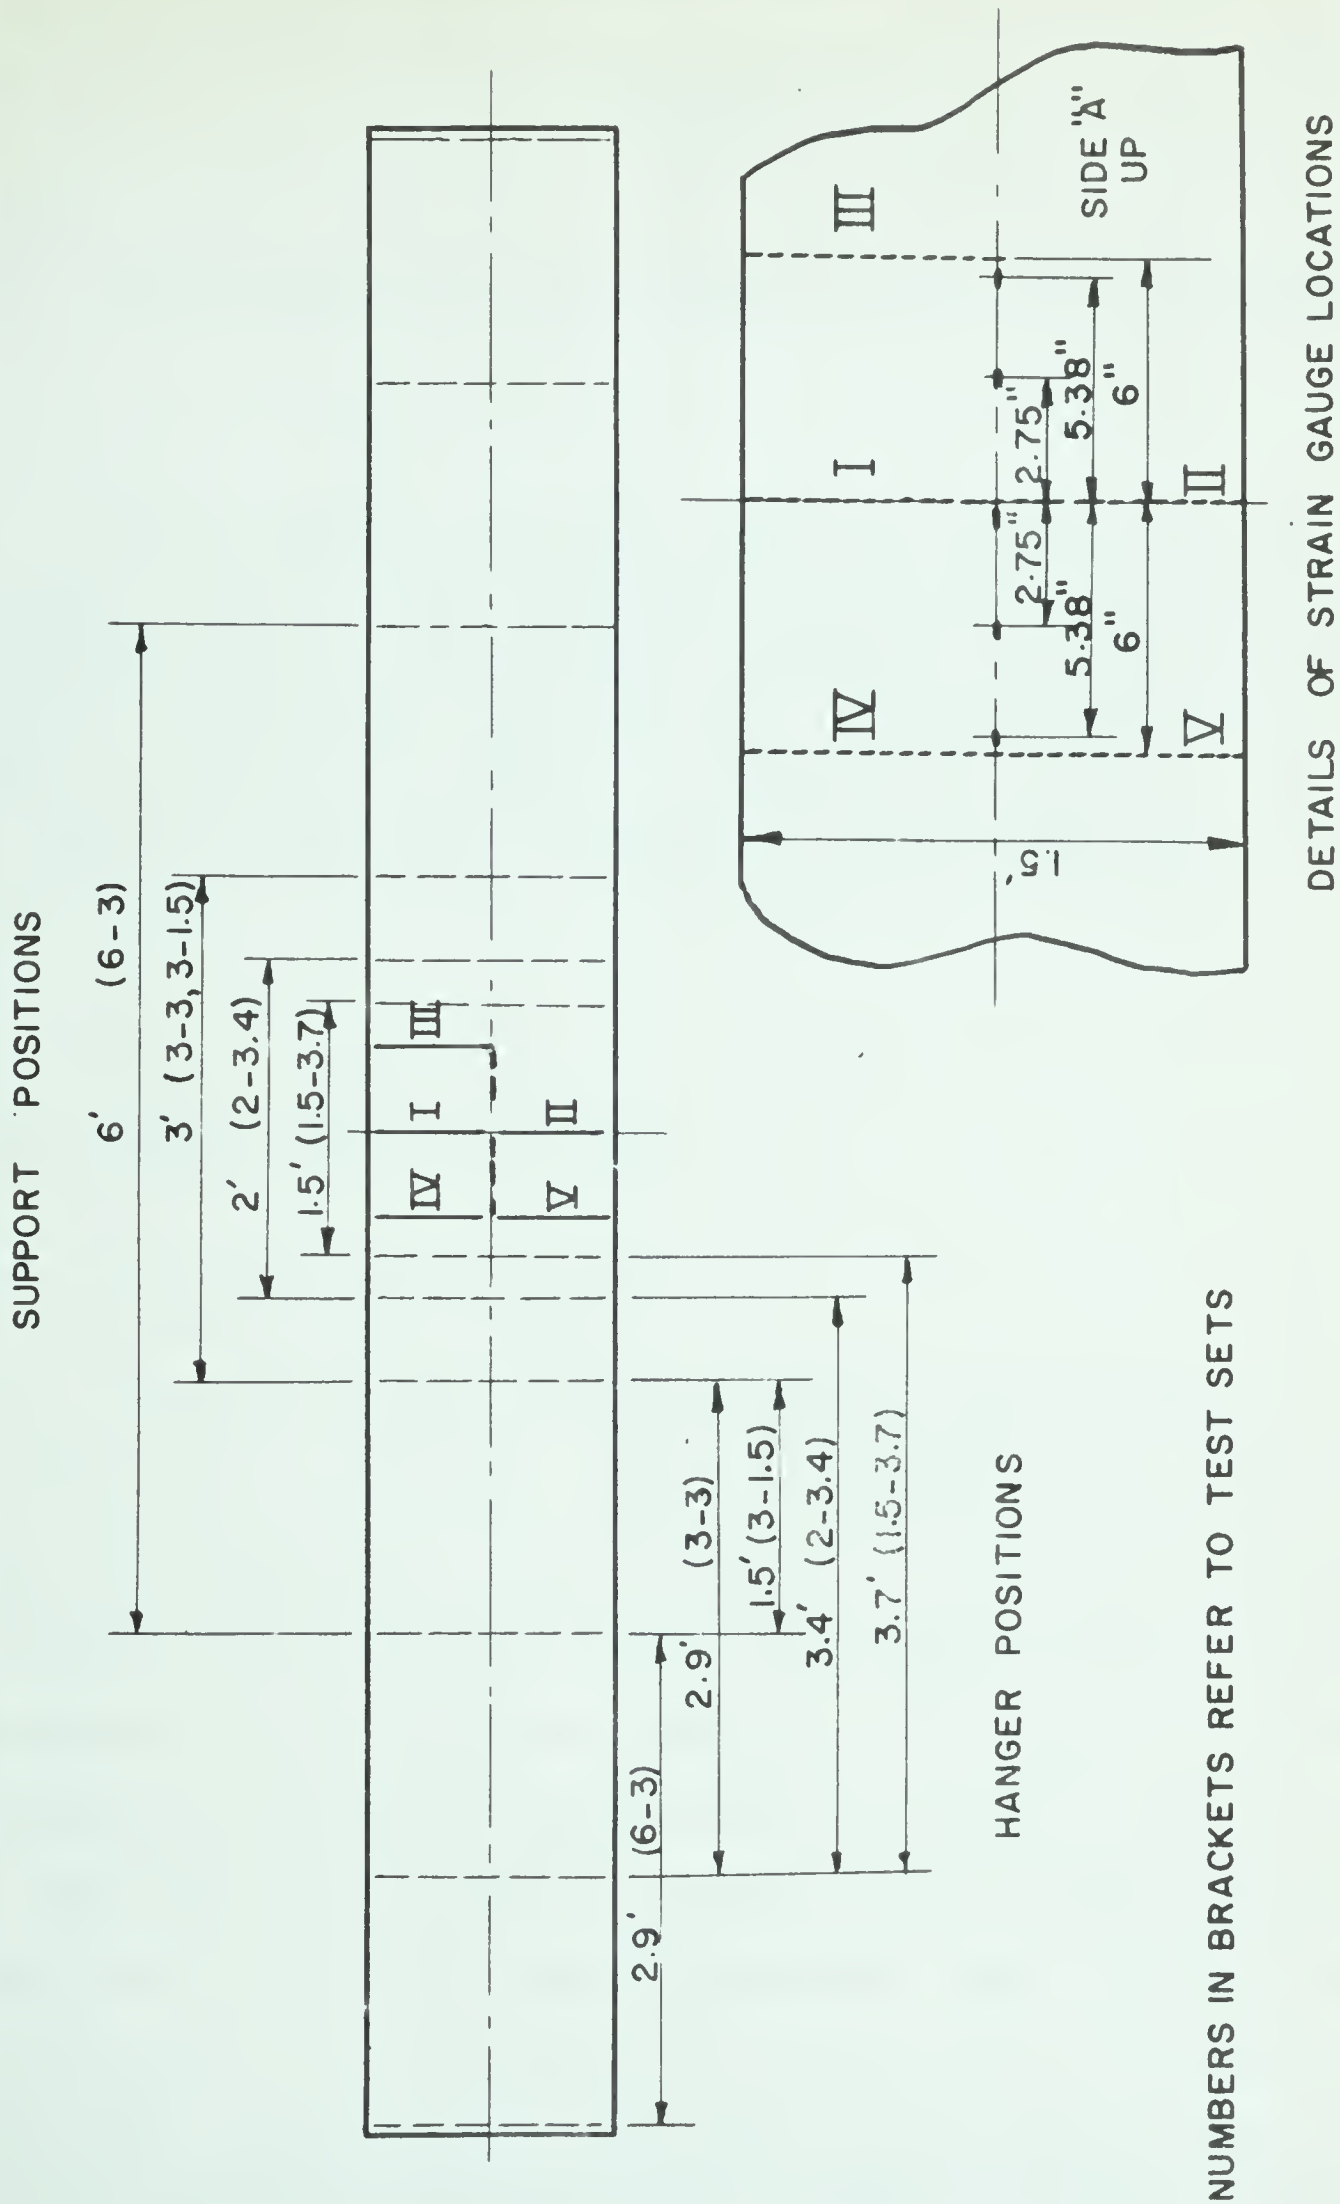 SUPPORT POSITIONS
6' (6-3)
3' (3-3, 3-1.5)
2' (2-3.4)
1.5' (1.5-3.7)
IV I III
V II
2.9' (6-3)
2.9' (3-3)
1.5' (3-1.5)
3.4' (2-3.4)
3.7' (1.5-3.7)
HANGER POSITIONS
NUMBERS IN BRACKETS REFER TO TEST SETS
IV I III
1.5'
2.75" 2.75"
5.38" 5.38"
6" 6"
SIDE "A"
UP
V II
DETAILS OF STRAIN GAUGE LOCATIONS